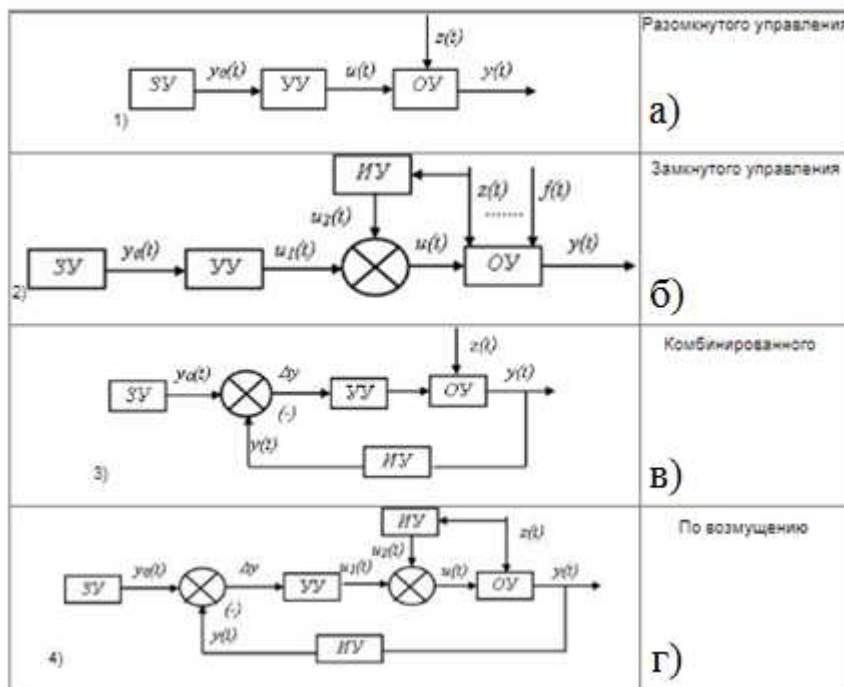 z(t)
Разомкнутого управления
ЗУ y₀(t) УУ u(t) ОУ y(t)
1)
а)
ИУ z(t) f(t)
Замкнутого управления
u₂(t)
ЗУ y₀(t) УУ u₁(t) u(t) ОУ y(t)
2)
б)
z(t)
Комбинированного
ЗУ y₀(t) Δy УУ ОУ y(t)
(-)
y(t)
ИУ
3)
в)
ИУ z(t)
По возмущению
u₂(t)
ЗУ y₀(t) Δy УУ u₁(t) u(t) ОУ y(t)
(-)
y(t)
ИУ
4)
г)